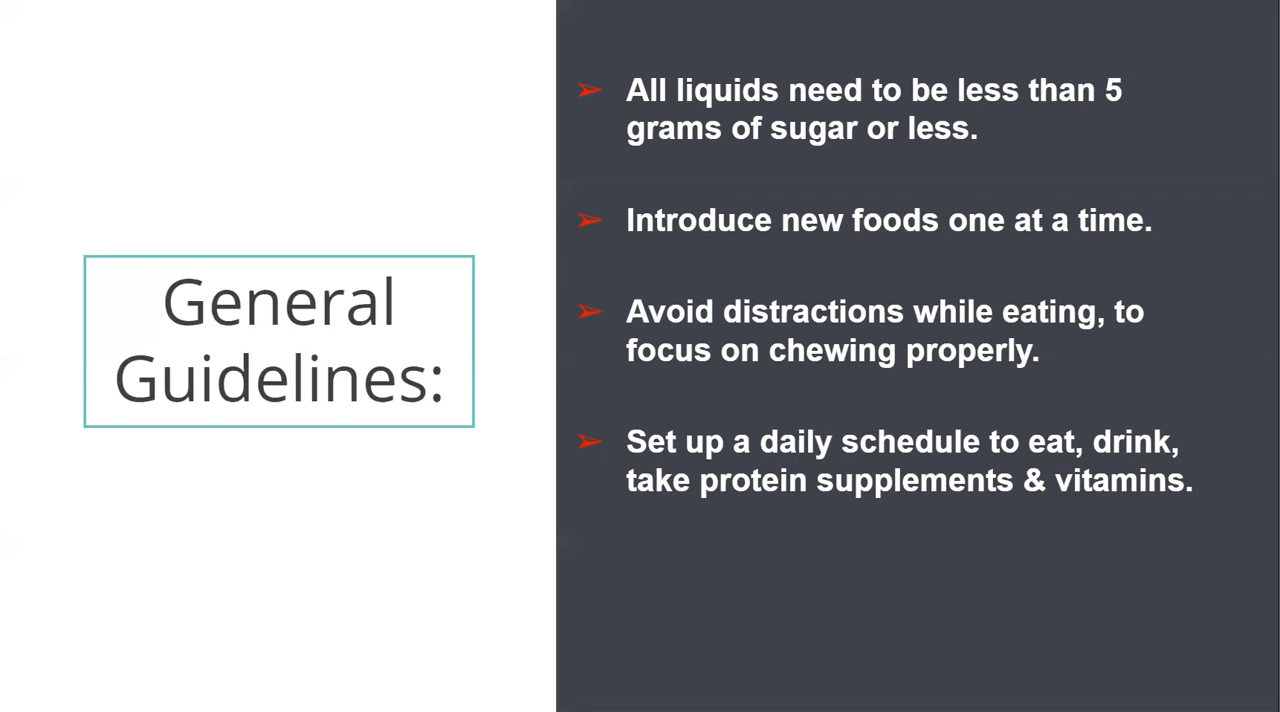 General
Guidelines:
➢ All liquids need to be less than 5
grams of sugar or less.
➢ Introduce new foods one at a time.
➢ Avoid distractions while eating, to
focus on chewing properly.
➢ Set up a daily schedule to eat, drink,
take protein supplements & vitamins.